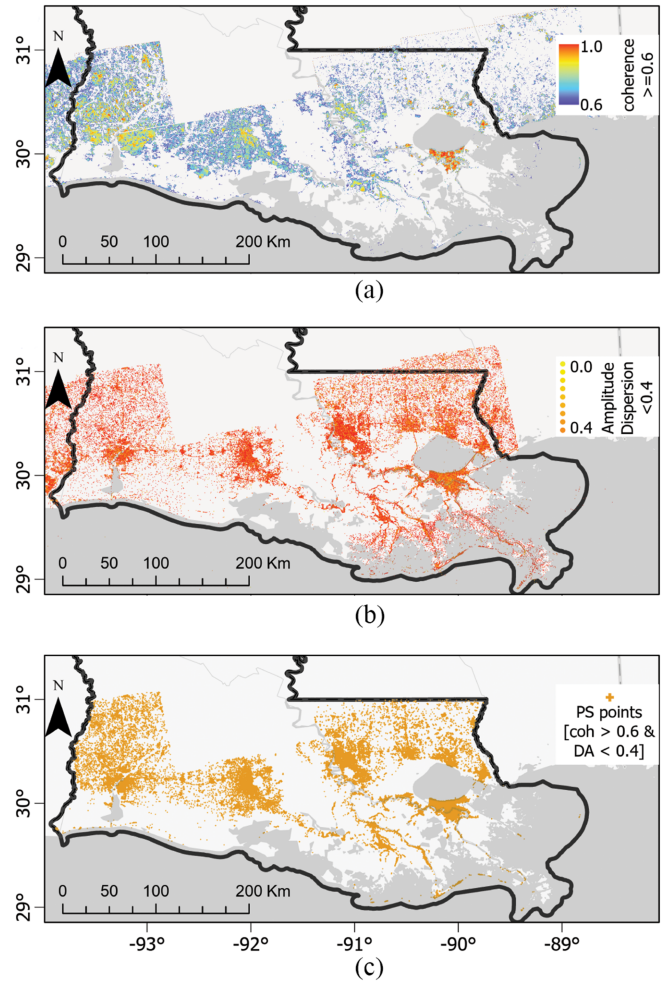 31°
30°
29°
N
1.0
0.6
coherence
>=0.6
0 50 100 200 Km
(a)
31°
30°
29°
N
0.0
0.4
Amplitude
Dispersion
<0.4
0 50 100 200 Km
(b)
31°
30°
29°
N
PS points
[coh > 0.6 &
DA < 0.4]
0 50 100 200 Km
-93° -92° -91° -90° -89°
(c)